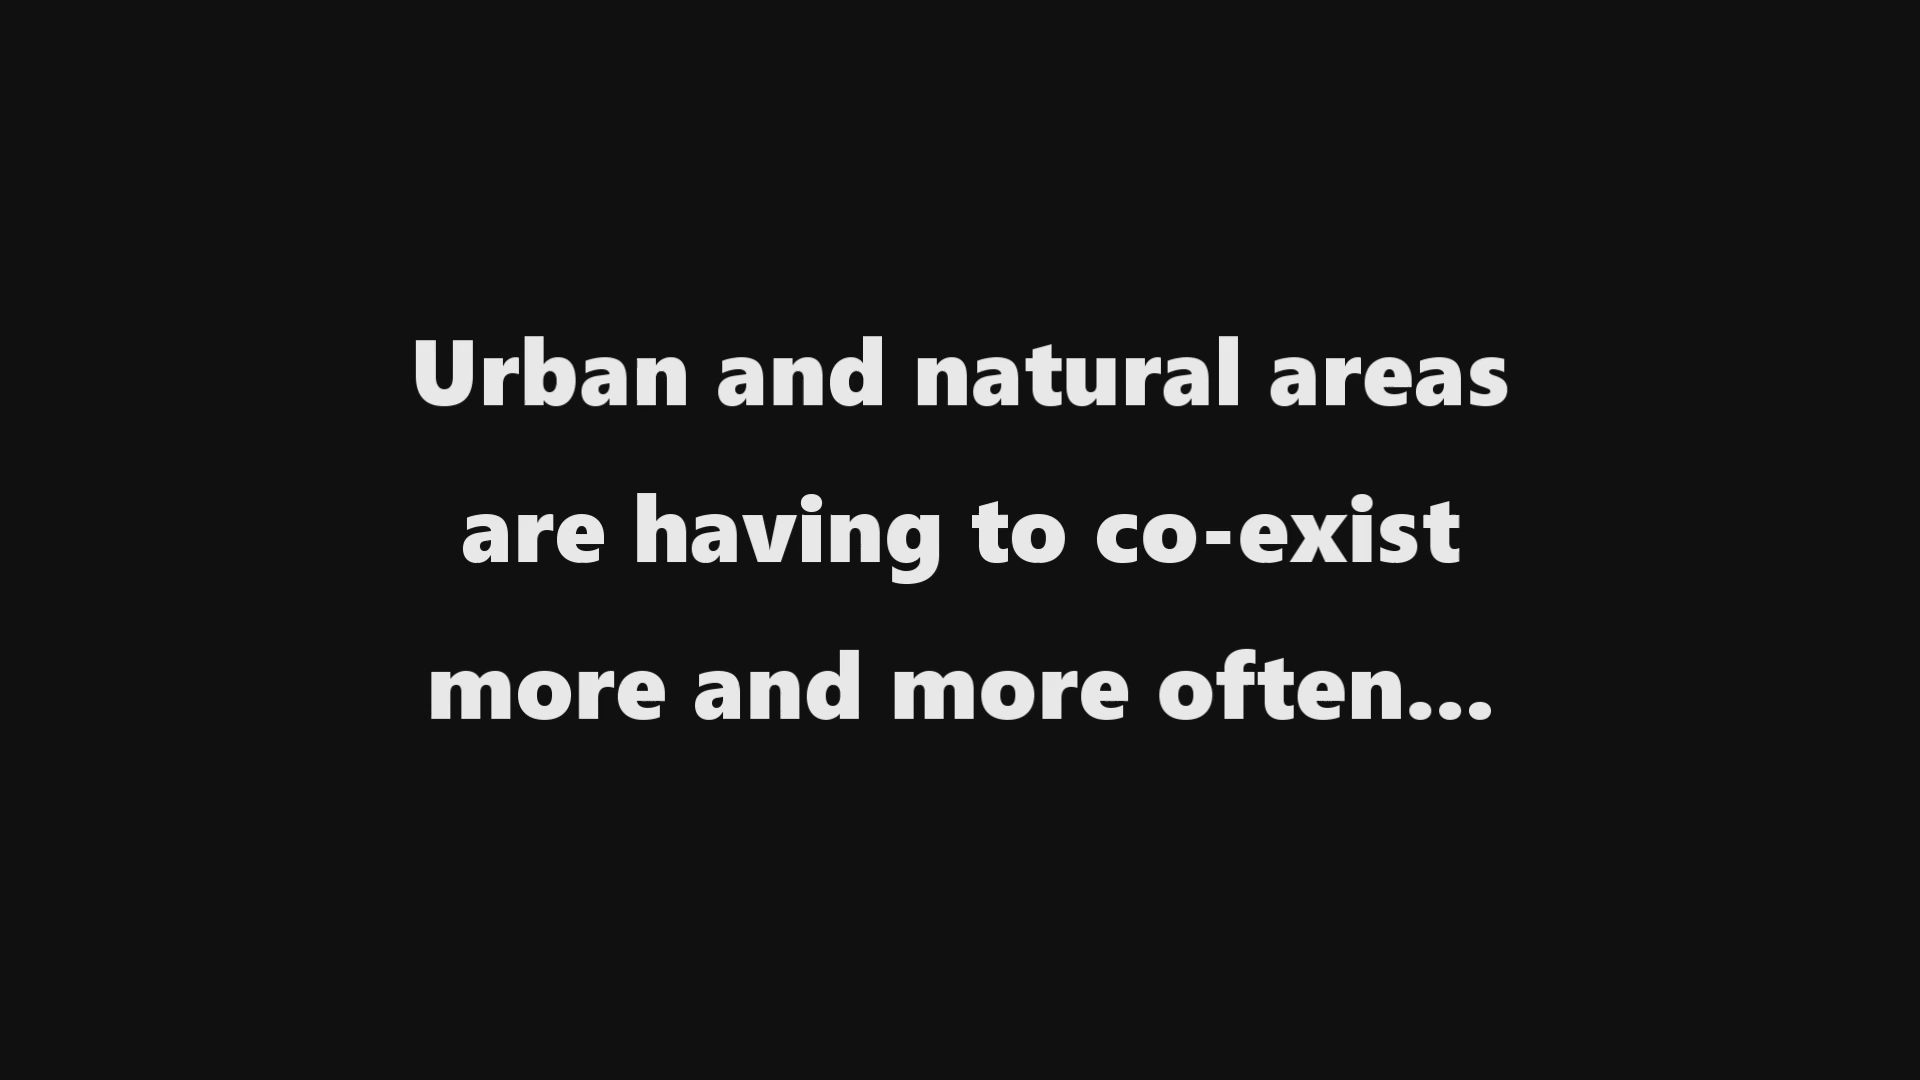 Urban and natural areas
are having to co-exist
more and more often...